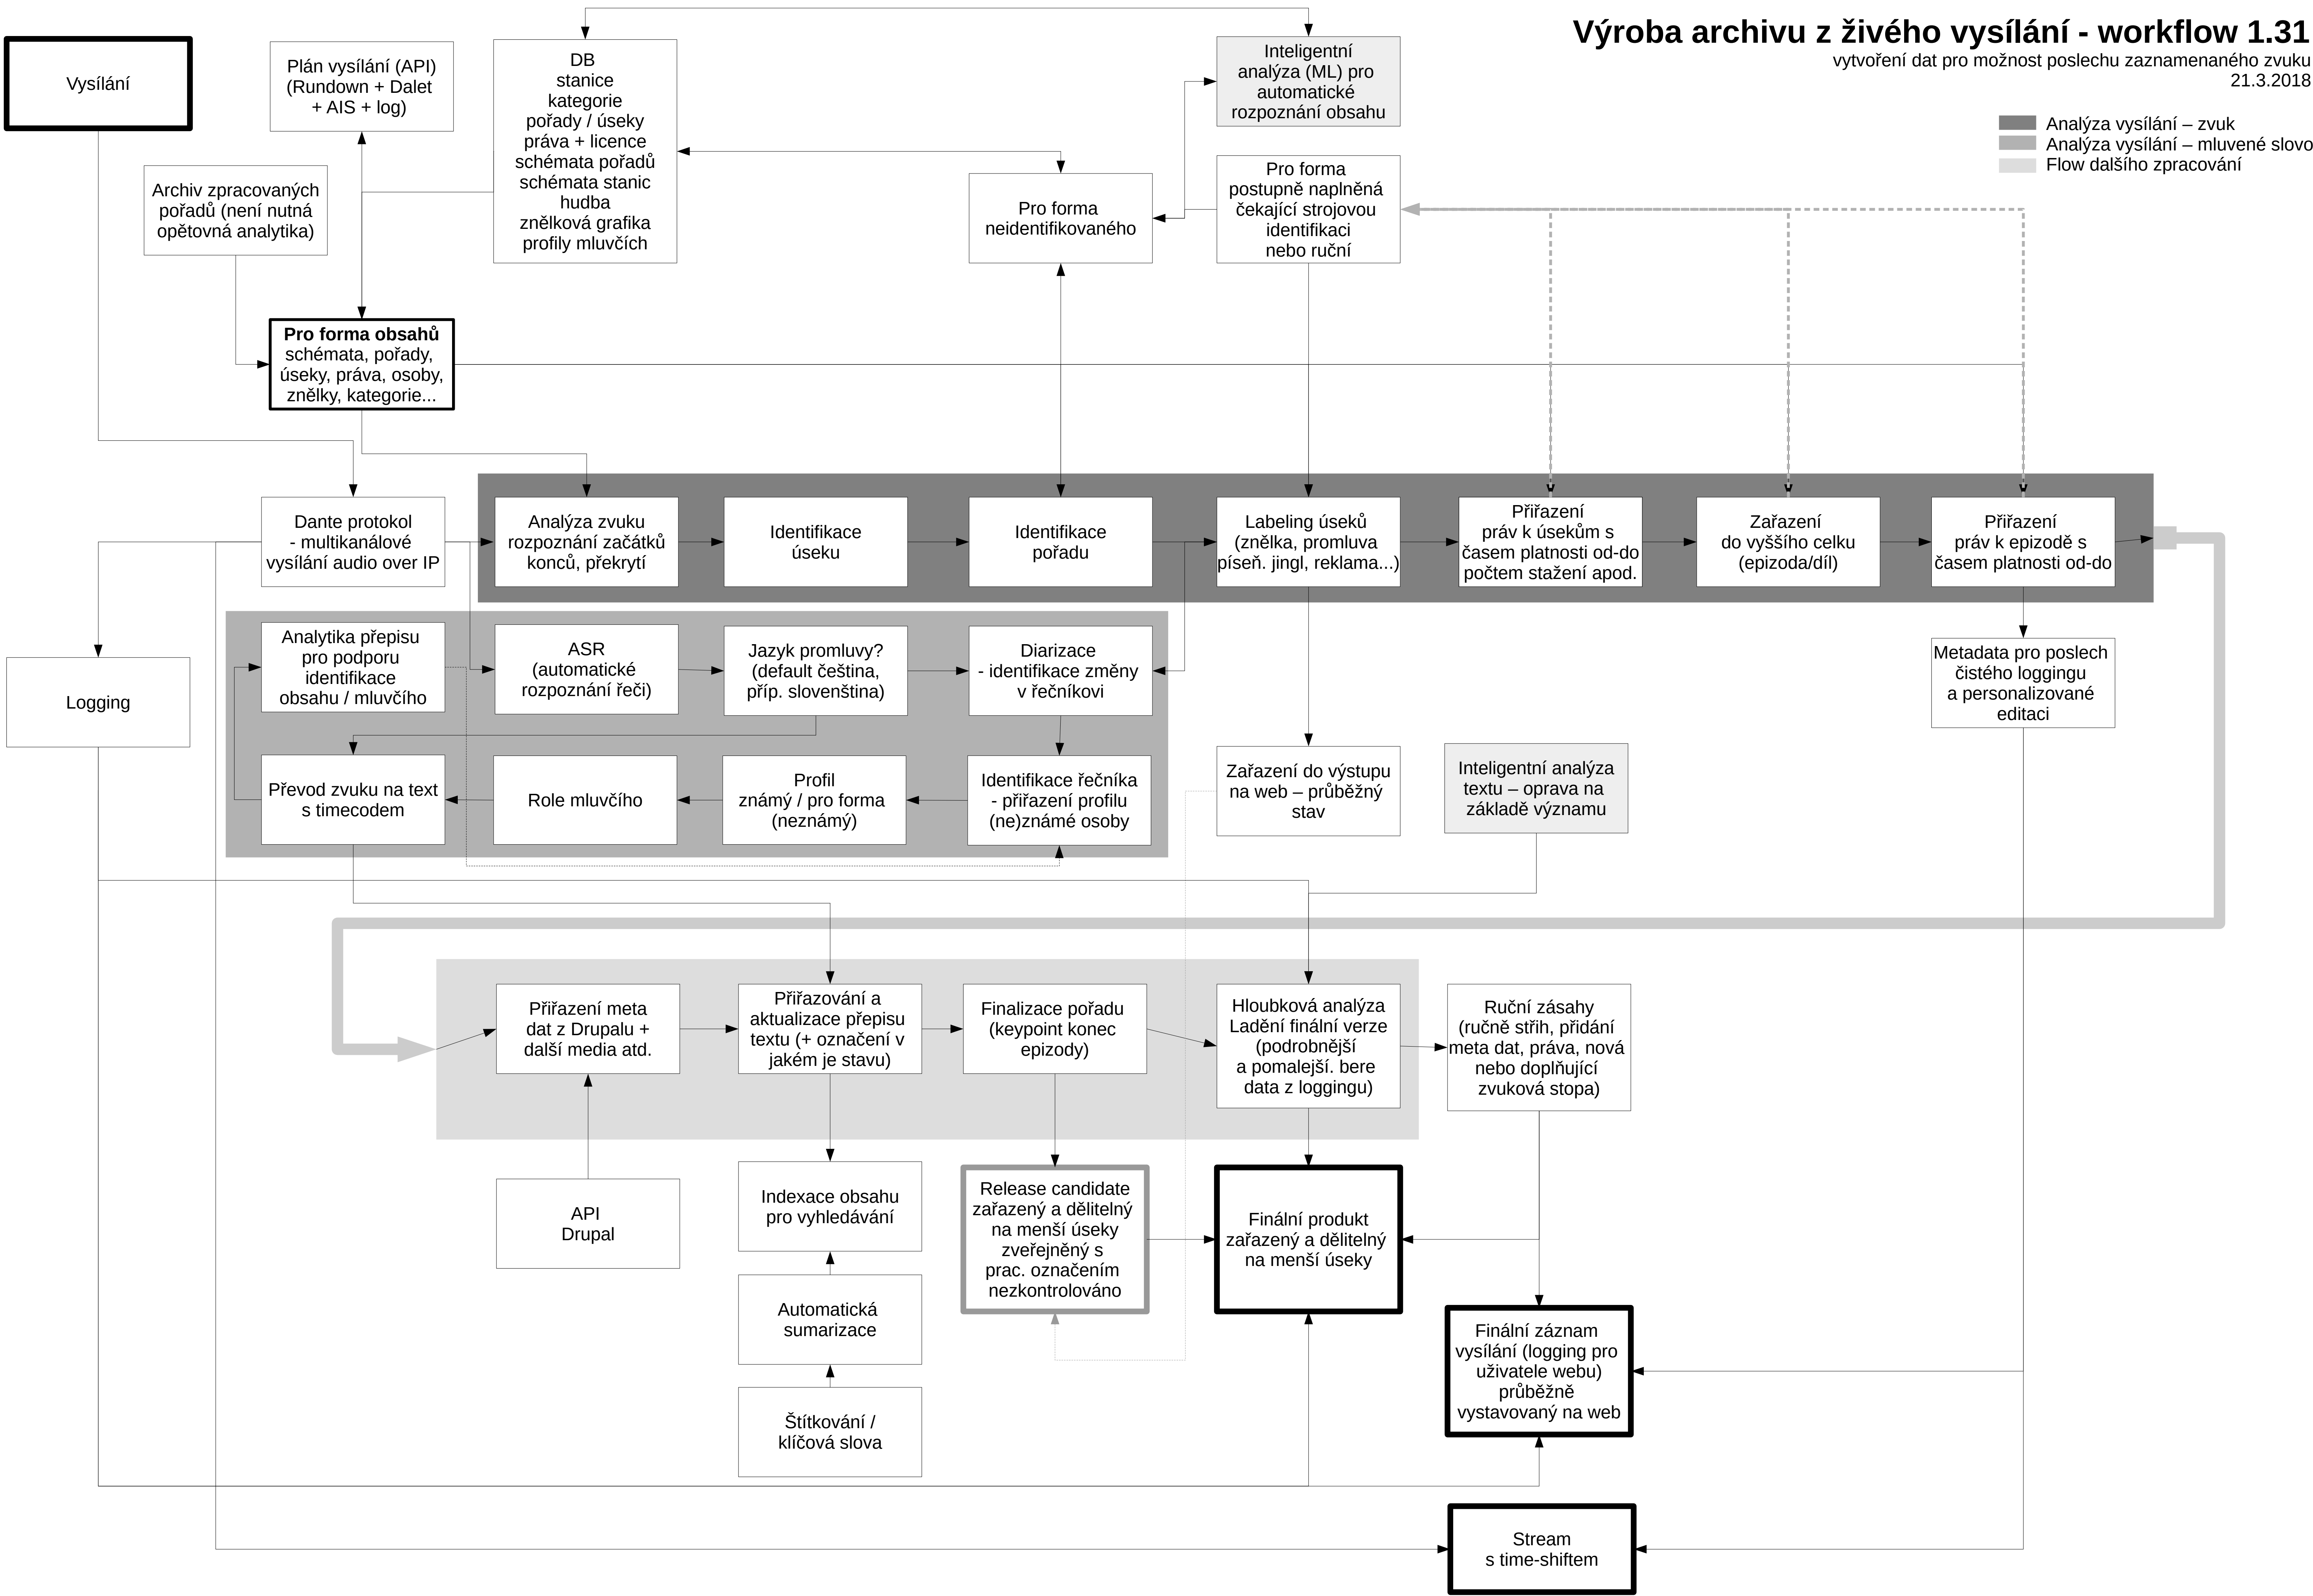 Výroba archivu z živého vysílání - workflow 1.31
vytvoření dat pro možnost poslechu zaznamenaného zvuku
21.3.2018
Analýza vysílání – zvuk
Analýza vysílání – mluvené slovo
Flow dalšího zpracování
Vysílání
Plán vysílání (API)
(Rundown + Dalet
+ AIS + log)
DB
stanice
kategorie
pořady / úseky
práva + licence
schémata pořadů
schémata stanic
hudba
znělková grafika
profily mluvčích
Inteligentní
analýza (ML) pro
automatické
rozpoznání obsahu
Archiv zpracovaných
pořadů (není nutná
opětovná analytika)
Pro forma
neidentifikovaného
Pro forma
postupně naplněná
čekající strojovou
identifikaci
nebo ruční
Pro forma obsahů
schémata, pořady,
úseky, práva, osoby,
znělky, kategorie...
Dante protokol
- multikanálové
vysílání audio over IP
Analýza zvuku
rozpoznání začátků
konců, překrytí
Identifikace
úseku
Identifikace
pořadu
Labeling úseků
(znělka, promluva
píseň. jingl, reklama...)
Přiřazení
práv k úsekům s
časem platnosti od-do
počtem stažení apod.
Zařazení
do vyššího celku
(epizoda/díl)
Přiřazení
práv k epizodě s
časem platnosti od-do
Logging
Analytika přepisu
pro podporu
identifikace
obsahu / mluvčího
ASR
(automatické
rozpoznání řeči)
Jazyk promluvy?
(default čeština,
příp. slovenština)
Diarizace
- identifikace změny
v řečníkovi
Metadata pro poslech
čistého loggingu
a personalizované
editaci
Převod zvuku na text
s timecodem
Role mluvčího
Profil
známý / pro forma
(neznámý)
Identifikace řečníka
- přiřazení profilu
(ne)známé osoby
Zařazení do výstupu
na web – průběžný
stav
Inteligentní analýza
textu – oprava na
základě významu
Přiřazení meta
dat z Drupalu +
další media atd.
Přiřazování a
aktualizace přepisu
textu (+ označení v
jakém je stavu)
Finalizace pořadu
(keypoint konec
epizody)
Hloubková analýza
Ladění finální verze
(podrobnější
a pomalejší. bere
data z loggingu)
Ruční zásahy
(ručně střih, přidání
meta dat, práva, nová
nebo doplňující
zvuková stopa)
API
Drupal
Indexace obsahu
pro vyhledávání
Release candidate
zařazený a dělitelný
na menší úseky
zveřejněný s
prac. označením
nezkontrolováno
Finální produkt
zařazený a dělitelný
na menší úseky
Automatická
sumarizace
Finální záznam
vysílání (logging pro
uživatele webu)
průběžně
vystavovaný na web
Štítkování /
klíčová slova
Stream
s time-shiftem